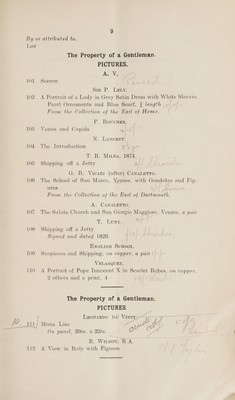 9
By or attributed to.
Lot
The Property of a Gentleman.
PICTURES.
A. V.
101 Scenes
Sir P. Lely.
102 A Portrait of a Lady in Grey Satin Dress with White Sleeves
Pearl Ornaments and Blue Scarf, ¾ length
From the Collection of the Earl of Home.
F. Boucher.
103 Venus and Cupids
N. Lancret.
104 The Introduction
T. R. Miles, 1874.
105 Shipping off a Jetty
G. B. Vicari (after) Canaletto.
106 The School of San Marco, Venice, with Gondolas and Fig-
ures
From the Collection of the Earl of Dartmouth.
A. Canaletto.
107 The Salute Church and San Giorgio Maggiore, Venice, a pair
T. Luny.
108 Shipping off a Jetty
Signed and dated 1829.
English School.
109 Scorpions and Shipping, on copper, a pair
Velasquez.
110 A Portrait of Pope Innocent X in Scarlet Robes, on copper,
2 others and a print, 4
The Property of a Gentleman.
PICTURES
Leonardo da Vinci.
111 Mona Lisa
On panel, 20in. x 22in.
R. Wilson, R.A.
112 A View in Italy with Figures